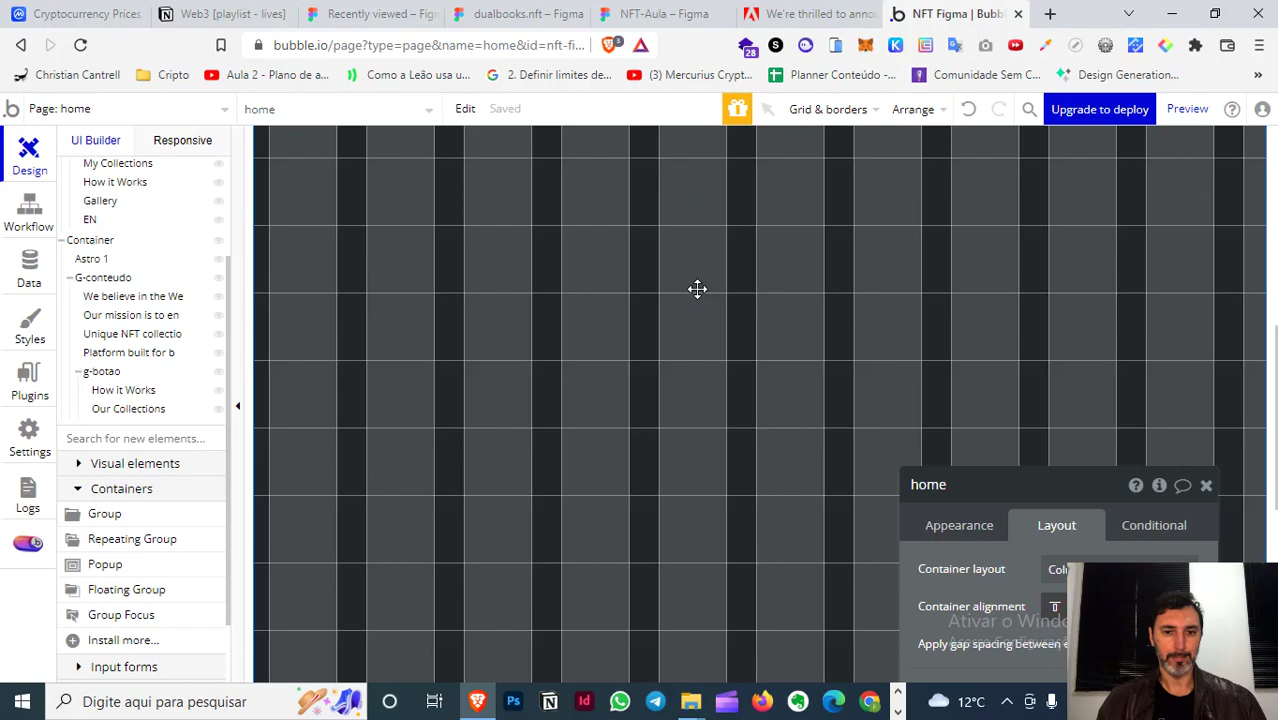 Cryptocurrency Prices
Web3 [playlist - lives]
Recently viewed – Fig
dualbooks.nft – Figma
NFT-Aula – Figma
We're thrilled to anno
NFT Figma | Bubb
bubble.io/page?type=page&name=home&id=nft-fi...
3
28
Christian Cantrell
Cripto
Aula 2 - Plano de a...
Como a Leão usa u...
2. Definir limites de...
(3) Mercurius Crypt...
Planner Conteúdo -...
Comunidade Sem C...
Design Generation...
Page: home
home
Edit
Saved
Grid & borders
Arrange
Upgrade to deploy
Preview
UI Builder
Responsive
Design
Workflow
Data
Styles
Plugins
Settings
Logs
My Collections
How it Works
Gallery
EN
Container
Astro 1
G-conteudo
We believe in the We
Our mission is to en
Unique NFT collectio
Platform built for b
g-botao
How it Works
Our Collections
Search for new elements...
Visual elements
Containers
Group
Repeating Group
Popup
Floating Group
Group Focus
Install more...
Input forms
home
Appearance
Layout
Conditional
Container layout
Container alignment
Ativar o Windo
Apply gap spacing between e
Digite aqui para pesquisar
12°C